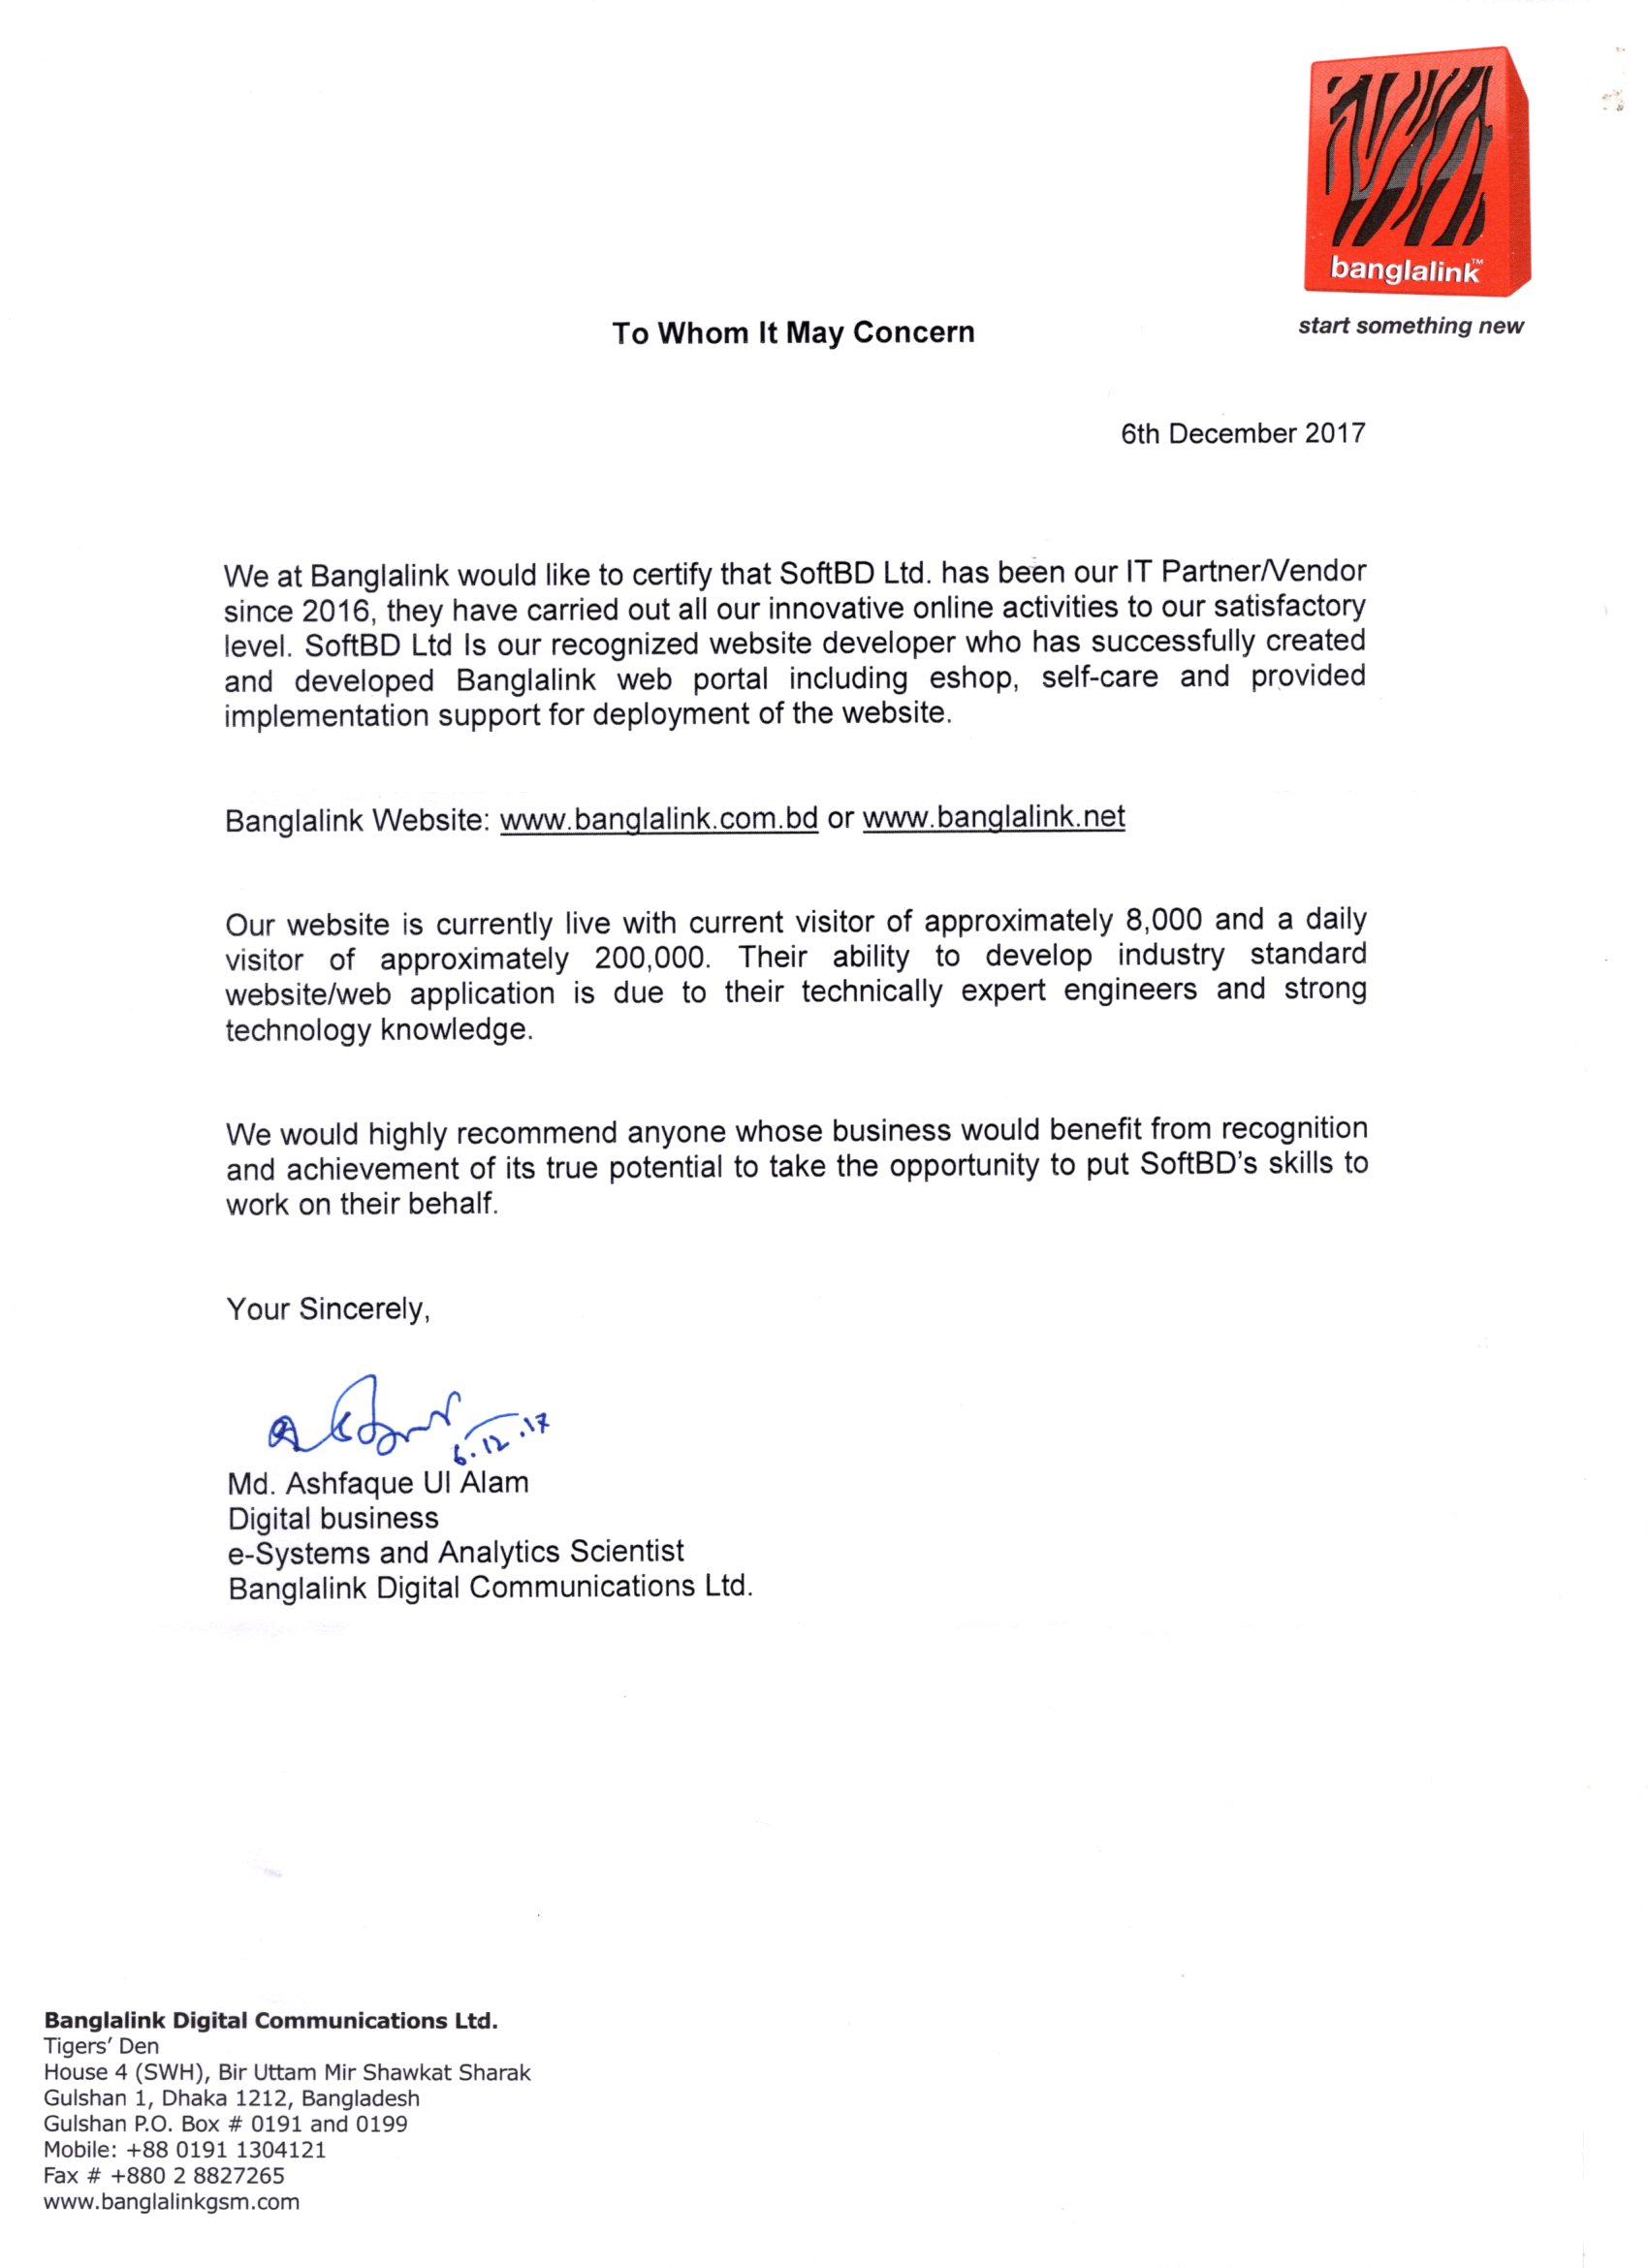 banglalink™
start something new
To Whom It May Concern
6th December 2017
We at Banglalink would like to certify that SoftBD Ltd. has been our IT Partner/Vendor
since 2016, they have carried out all our innovative online activities to our satisfactory
level. SoftBD Ltd Is our recognized website developer who has successfully created
and developed Banglalink web portal including eshop, self-care and provided
implementation support for deployment of the website.
Banglalink Website: www.banglalink.com.bd or www.banglalink.net
Our website is currently live with current visitor of approximately 8,000 and a daily
visitor of approximately 200,000. Their ability to develop industry standard
website/web application is due to their technically expert engineers and strong
technology knowledge.
We would highly recommend anyone whose business would benefit from recognition
and achievement of its true potential to take the opportunity to put SoftBD's skills to
work on their behalf.
Your Sincerely,
6.12.17
Md. Ashfaque Ul Alam
Digital business
e-Systems and Analytics Scientist
Banglalink Digital Communications Ltd.
Banglalink Digital Communications Ltd.
Tigers' Den
House 4 (SWH), Bir Uttam Mir Shawkat Sharak
Gulshan 1, Dhaka 1212, Bangladesh
Gulshan P.O. Box # 0191 and 0199
Mobile: +88 0191 1304121
Fax # +880 2 8827265
www.banglalinkgsm.com